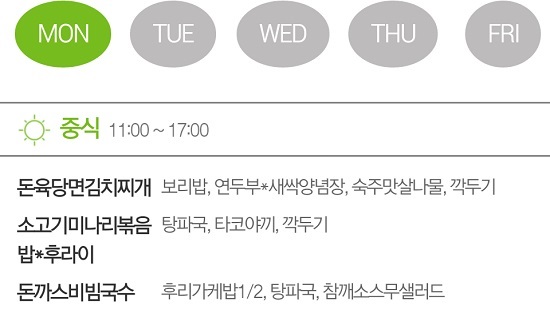 MON TUE WED THU FRI
중식 11:00 ~ 17:00
돈육당면김치찌개 보리밥, 연두부*새싹양념장, 숙주맛살나물, 깍두기
소고기미나리볶음 탕파국, 타코야끼, 깍두기
밥*후라이
돈까스비빔국수 후리가케밥1/2, 탕파국, 참깨소스무샐러드